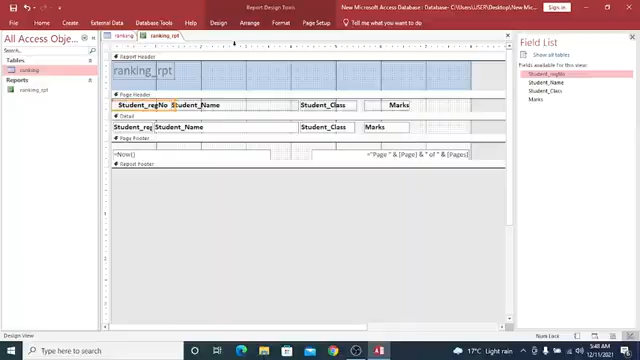 Report Design Tools
New Microsoft Access Database- Database- C:\Users\USER\Desktop\New Mic...
Sign in
File
Home
Create
External Data
Database Tools
Help
Design
Arrange
Format
Page Setup
Tell me what you want to do
All Access Obje...
Search...
Tables
ranking
Reports
ranking_rpt
ranking
ranking_rpt
Report Header
ranking_rpt
Page Header
Student_regNo
Student_Name
Student_Class
Marks
Detail
Student_reg
Student_Name
Student_Class
Marks
Page Footer
=Now()
="Page " & [Page] & " of " & [Pages]
Report Footer
Field List
Show all tables
Fields available for this view:
Student_regNo
Student_Name
Student_Class
Marks
Design View
Num Lock
Type here to search
17°C Light rain
5:48 AM
12/11/2021